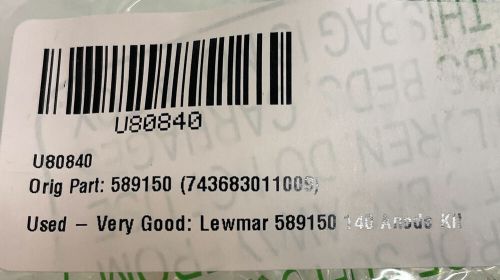 U80840
U80840
Orig Part: 589150 (743683011009)
Used – Very Good: Lewmar 589150 140 Anode Kit